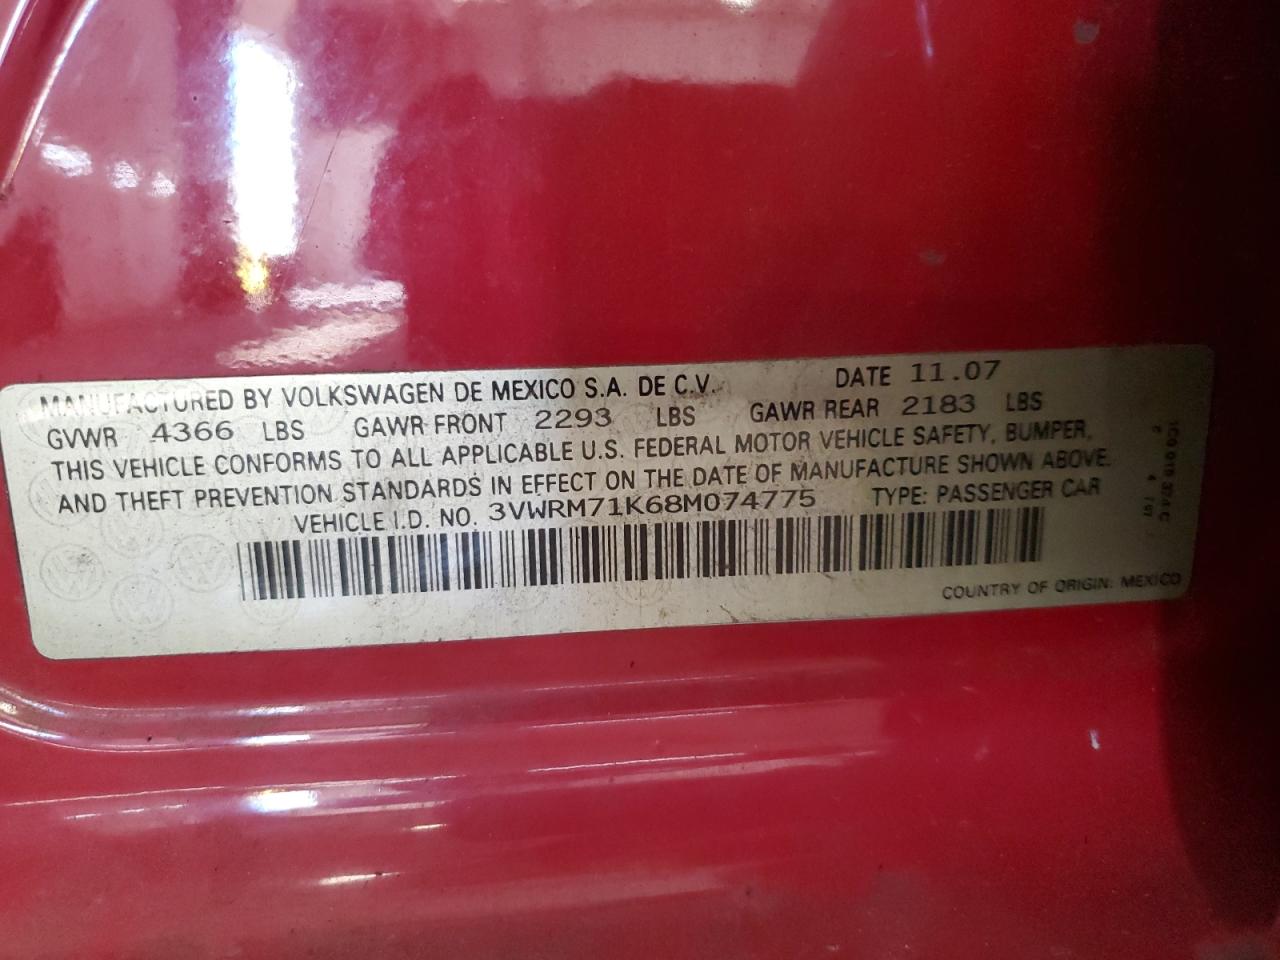 MANUFACTURED BY VOLKSWAGEN DE MEXICO S.A. DE C.V. DATE 11.07
GVWR 4366 LBS GAWR FRONT 2293 LBS GAWR REAR 2183 LBS
THIS VEHICLE CONFORMS TO ALL APPLICABLE U.S. FEDERAL MOTOR VEHICLE SAFETY, BUMPER,
AND THEFT PREVENTION STANDARDS IN EFFECT ON THE DATE OF MANUFACTURE SHOWN ABOVE.
VEHICLE I.D. NO. 3VWRM71K68M074775 TYPE: PASSENGER CAR
COUNTRY OF ORIGIN: MEXICO